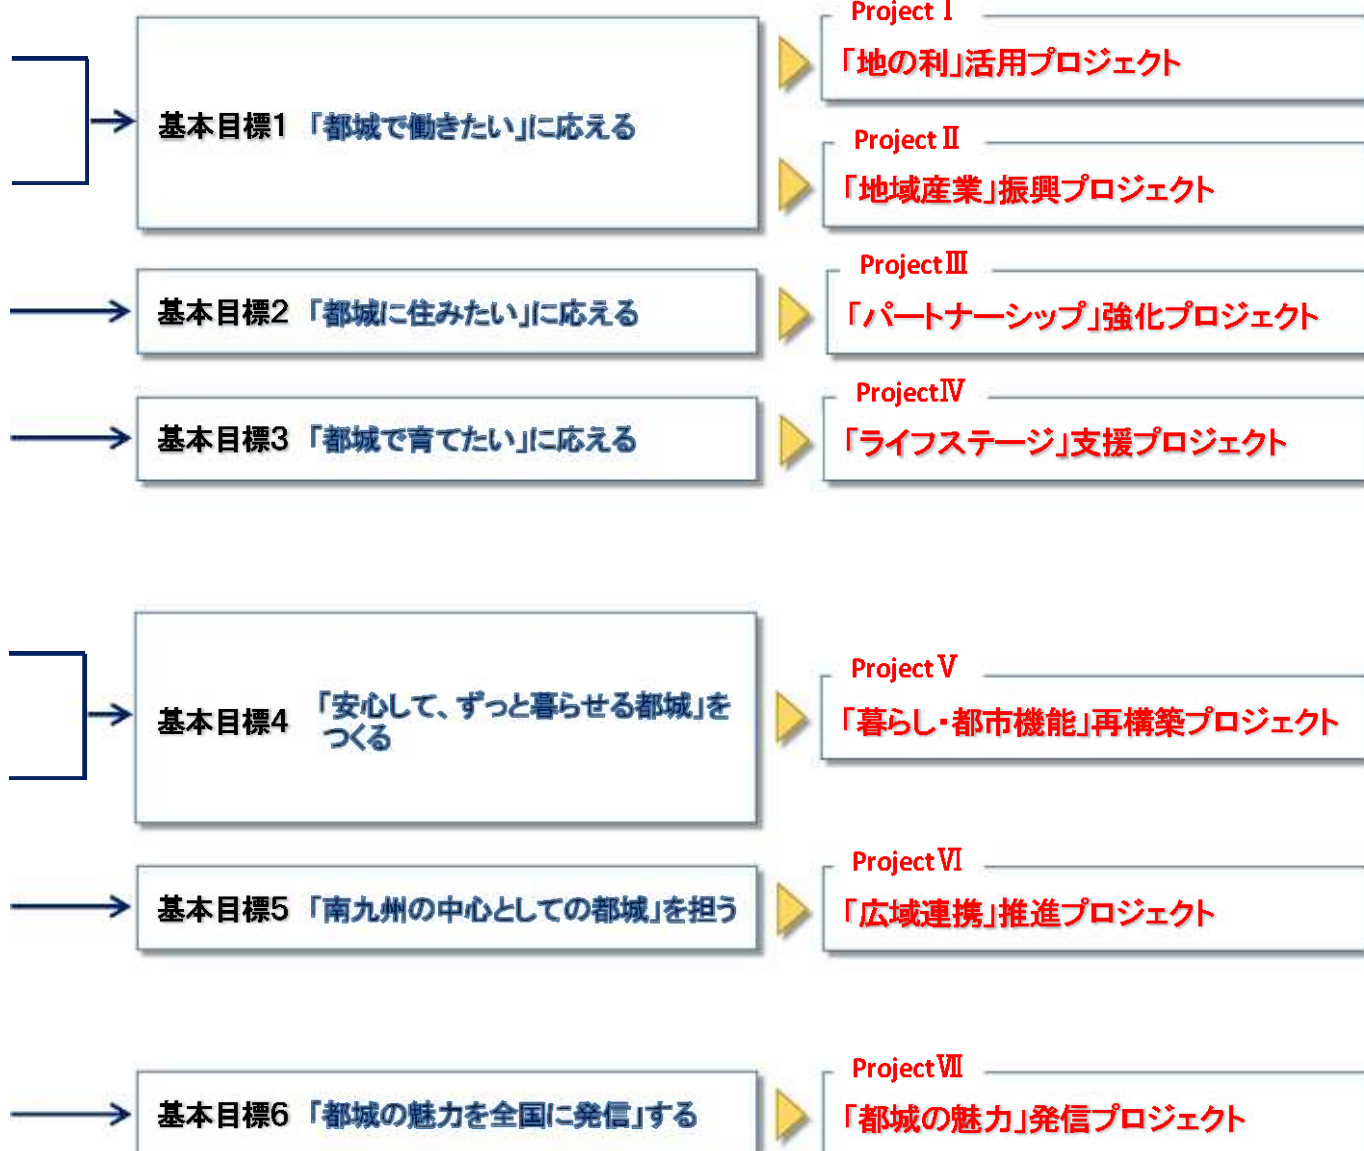 Project Ⅰ
「地の利」活用プロジェクト
基本目標1 「都城で働きたい」に応える
Project Ⅱ
「地域産業」振興プロジェクト
Project Ⅲ
基本目標2 「都城に住みたい」に応える
「パートナーシップ」強化プロジェクト
Project Ⅳ
基本目標3 「都城で育てたい」に応える
「ライフステージ」支援プロジェクト
Project Ⅴ
基本目標4 「安心して、ずっと暮らせる都城」を
つくる
「暮らし・都市機能」再構築プロジェクト
Project Ⅵ
基本目標5 「南九州の中心としての都城」を担う
「広域連携」推進プロジェクト
Project Ⅶ
基本目標6 「都城の魅力を全国に発信」する
「都城の魅力」発信プロジェクト